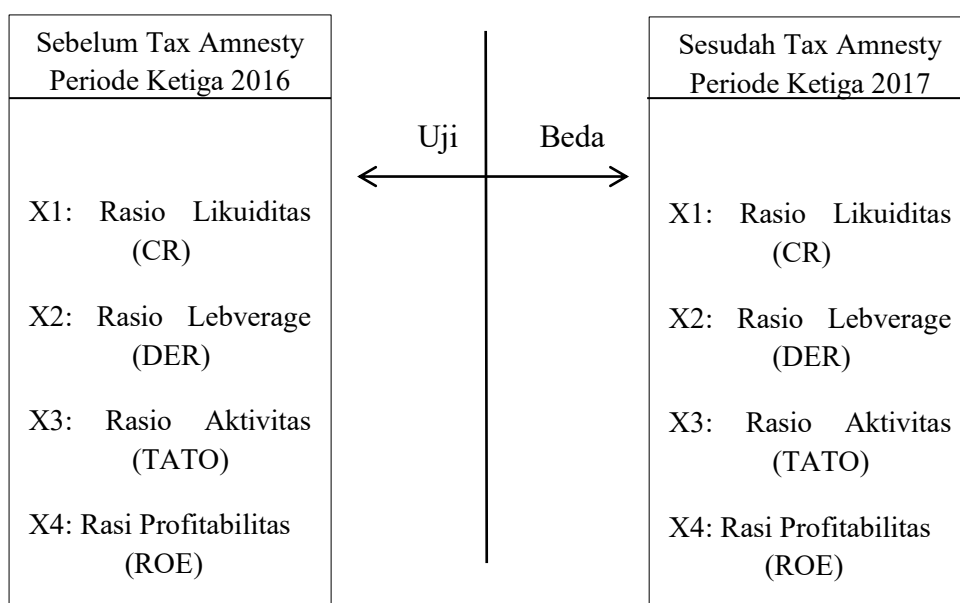 Sebelum Tax Amnesty
Periode Ketiga 2016
X1: Rasio Likuiditas
(CR)
X2: Rasio Lebverage
(DER)
X3: Rasio Aktivitas
(TATO)
X4: Rasi Profitabilitas
(ROE)
Uji Beda
Sesudah Tax Amnesty
Periode Ketiga 2017
X1: Rasio Likuiditas
(CR)
X2: Rasio Lebverage
(DER)
X3: Rasio Aktivitas
(TATO)
X4: Rasi Profitabilitas
(ROE)